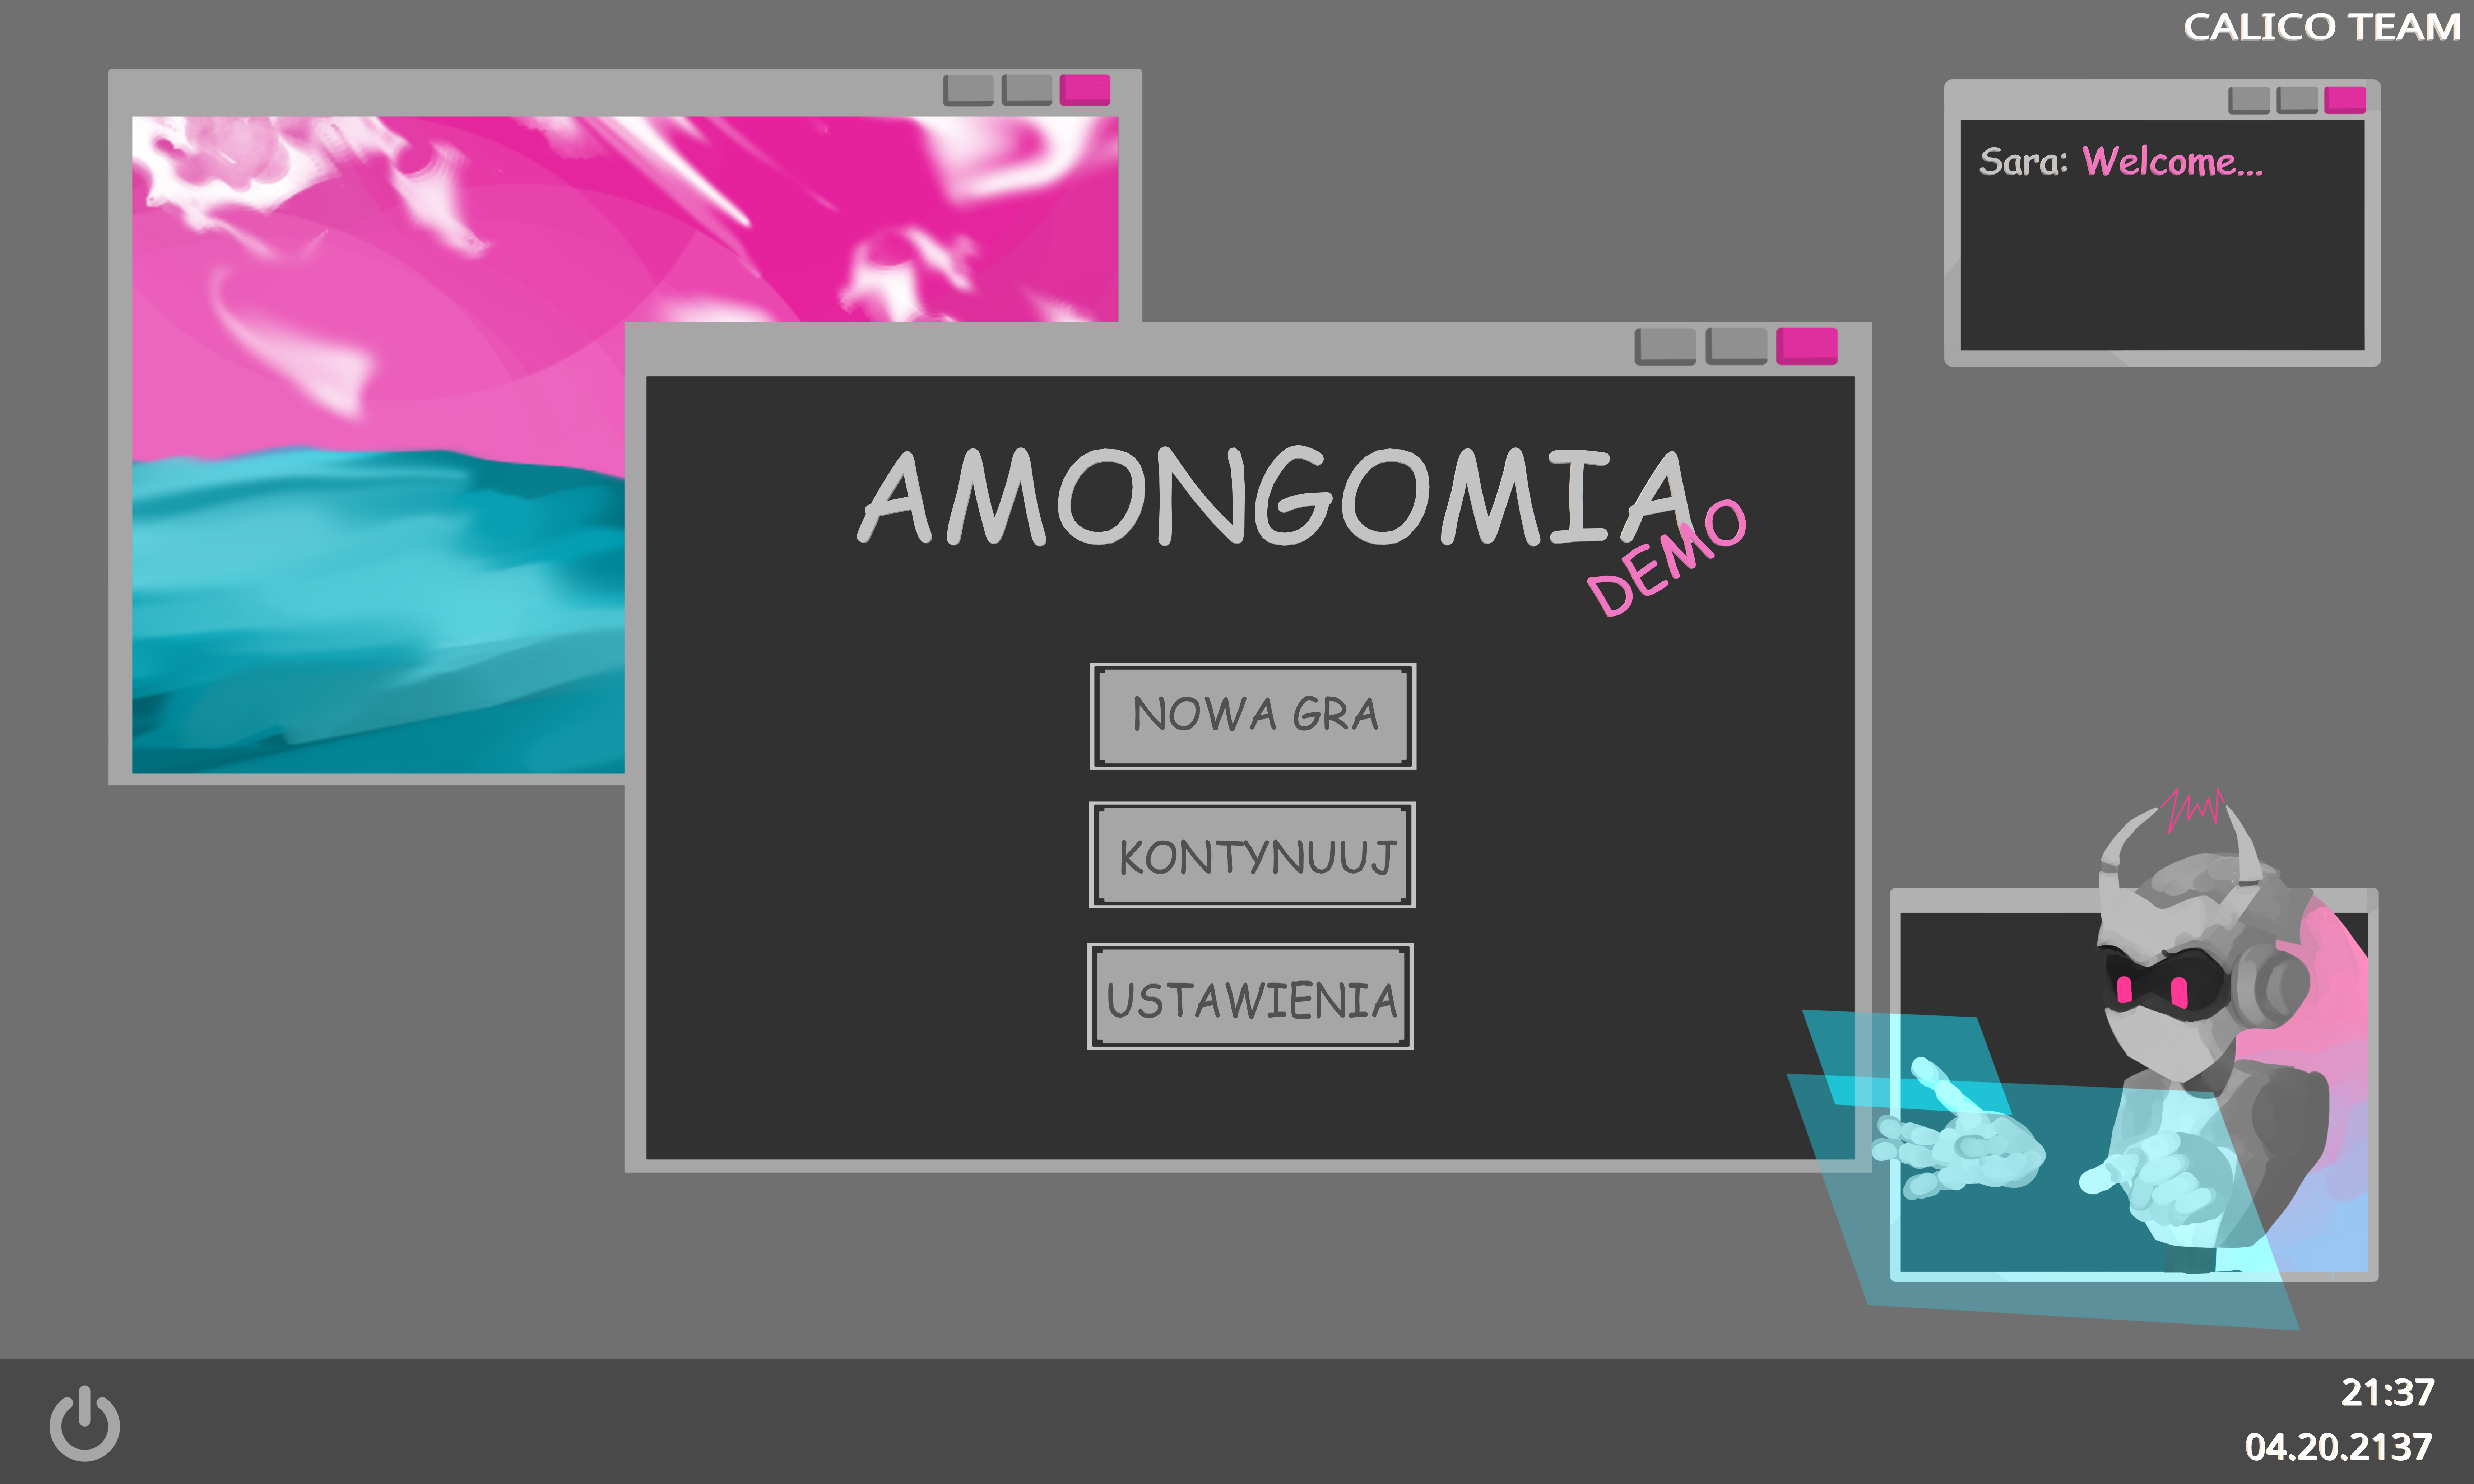 CALICO TEAM
Sara: Welcome...
AMONGOMIA
DEMO
NOWA GRA
KONTYNUUJ
USTAWIENIA
21:37
04.20.2137